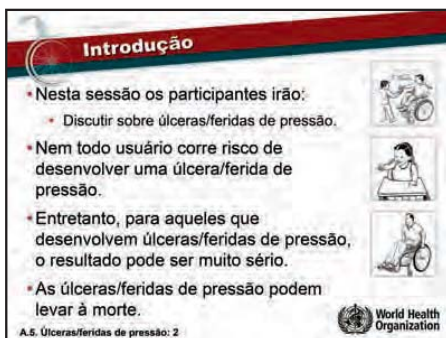 Introdução
• Nesta sessão os participantes irão:
• Discutir sobre úlceras/feridas de pressão.
• Nem todo usuário corre risco de
desenvolver uma úlcera/ferida de
pressão.
• Entretanto, para aqueles que
desenvolvem úlceras/feridas de pressão,
o resultado pode ser muito sério.
• As úlceras/feridas de pressão podem
levar à morte.
A.5. Úlceras/feridas de pressão: 2
World Health
Organization